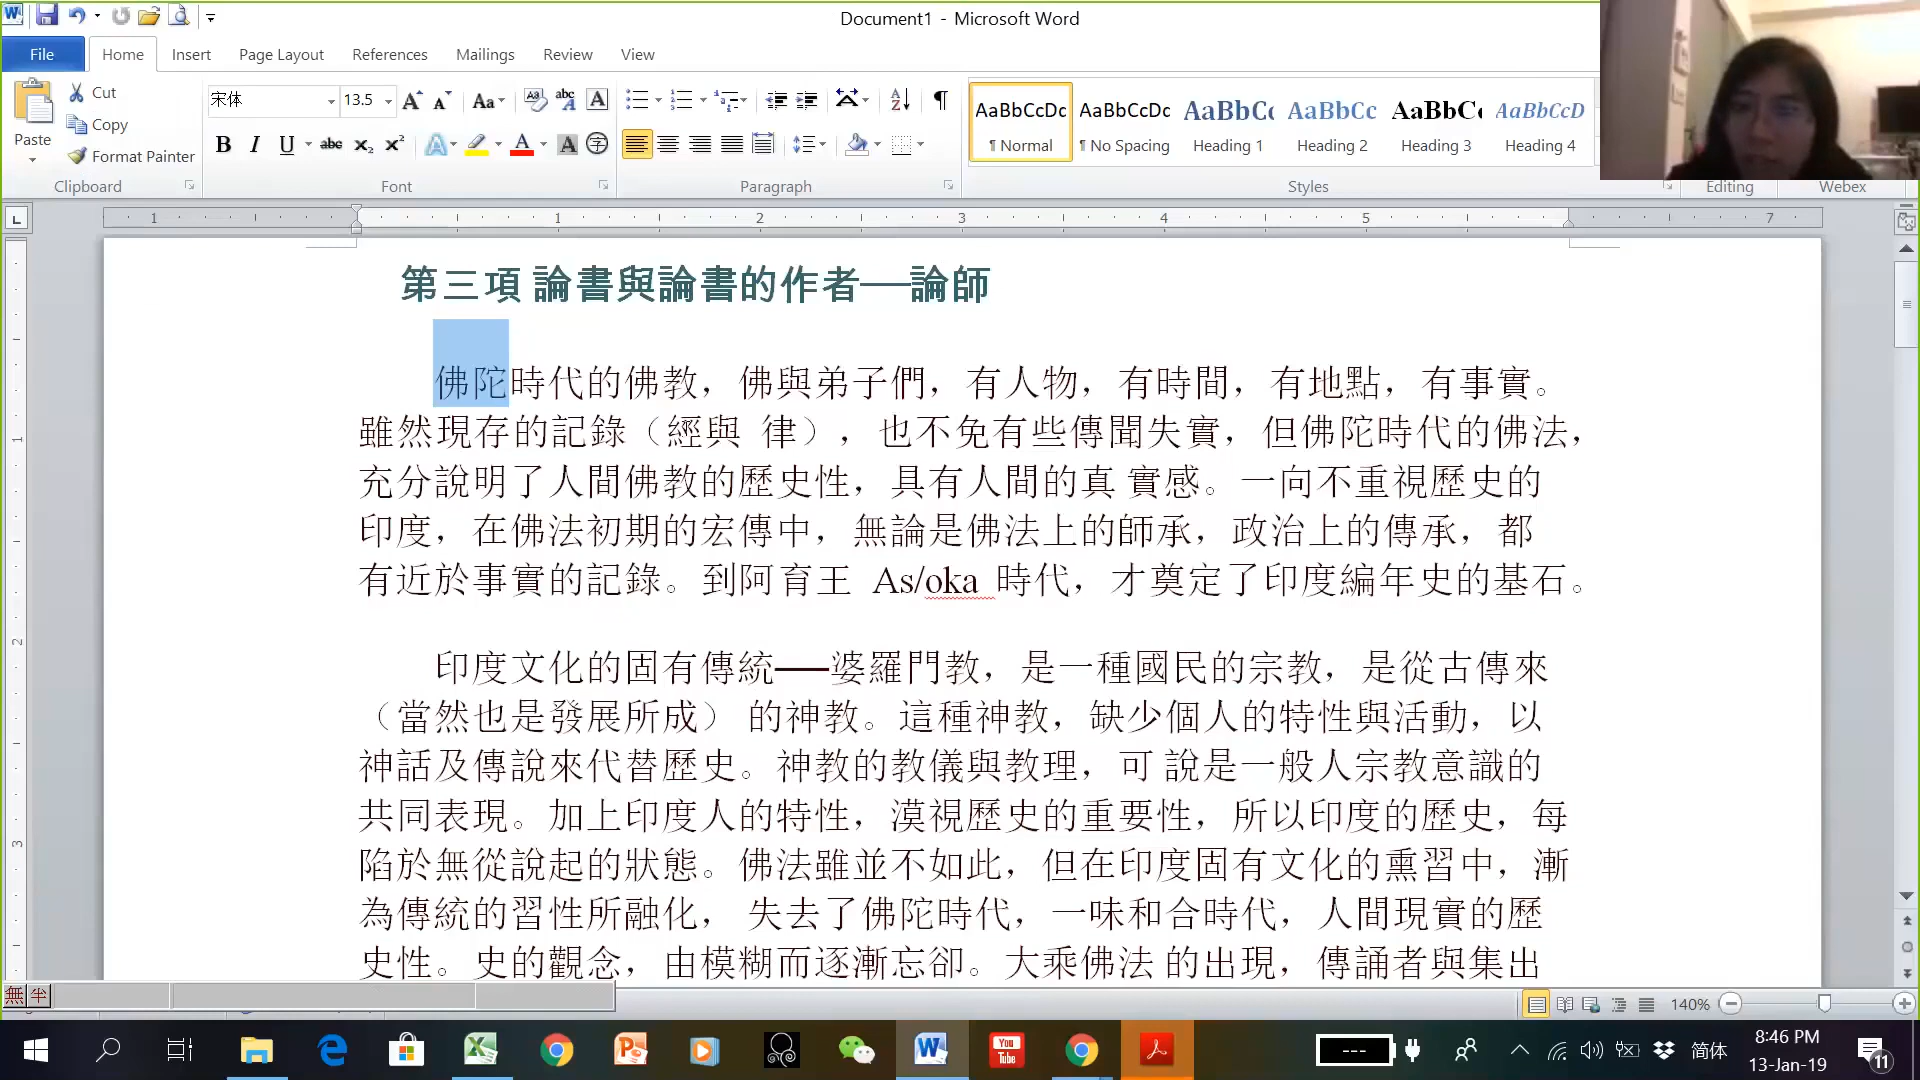 Document1 - Microsoft Word
File Home Insert Page Layout References Mailings Review View
Paste
Cut
Copy
Format Painter
Clipboard
宋体 13.5
Font
Paragraph
AaBbCcDc AaBbCcDc AaBbC AaBbCc AaBbC AaBbCcD
¶ Normal ¶ No Spacing Heading 1 Heading 2 Heading 3 Heading 4
Styles
Editing
Webex
1 1 2 3 4 5 7
第三項 論書與論書的作者──論師
佛陀時代的佛教，佛與弟子們，有人物，有時間，有地點，有事實。
雖然現存的記錄（經與 律），也不免有些傳聞失實，但佛陀時代的佛法，
充分說明了人間佛教的歷史性，具有人間的真 實感。一向不重視歷史的
印度，在佛法初期的宏傳中，無論是佛法上的師承，政治上的傳承，都
有近於事實的記錄。到阿育王 As/oka 時代，才奠定了印度編年史的基石。
印度文化的固有傳統──婆羅門教，是一種國民的宗教，是從古傳來
（當然也是發展所成） 的神教。這種神教，缺少個人的特性與活動，以
神話及傳說來代替歷史。神教的教儀與教理，可 說是一般人宗教意識的
共同表現。加上印度人的特性，漠視歷史的重要性，所以印度的歷史，每
陷於無從說起的狀態。佛法雖並不如此，但在印度固有文化的熏習中，漸
為傳統的習性所融化， 失去了佛陀時代，一味和合時代，人間現實的歷
史性。史的觀念，由模糊而逐漸忘卻。大乘佛法 的出現，傳誦者與集出
無 半
140%
You Tube
简体
8:46 PM
13-Jan-19
11